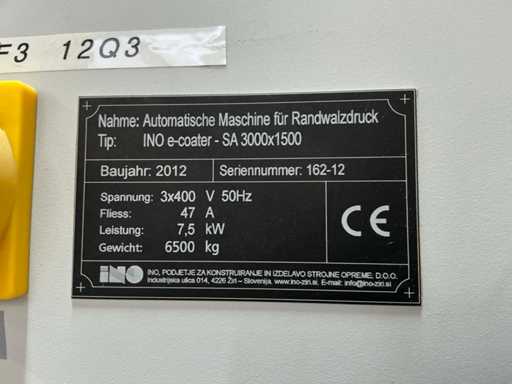 F3 12Q3
Nahme: Automatische Maschine für Randwalzdruck
Tip: INO e-coater - SA 3000x1500
Baujahr: 2012 Seriennummer: 162-12
Spannung: 3x400 V 50Hz
Fliess: 47 A
Leistung: 7,5 kW
Gewicht: 6500 kg
CE
iNO INO, PODJETJE ZA KONSTRUIRANJE IN IZDELAVO STROJNE OPREME, D.O.O.
Industrijska ulica 014, 4226 Žiri - Slovenija, www.ino-ziri.si, E-mail: info@ino-ziri.si